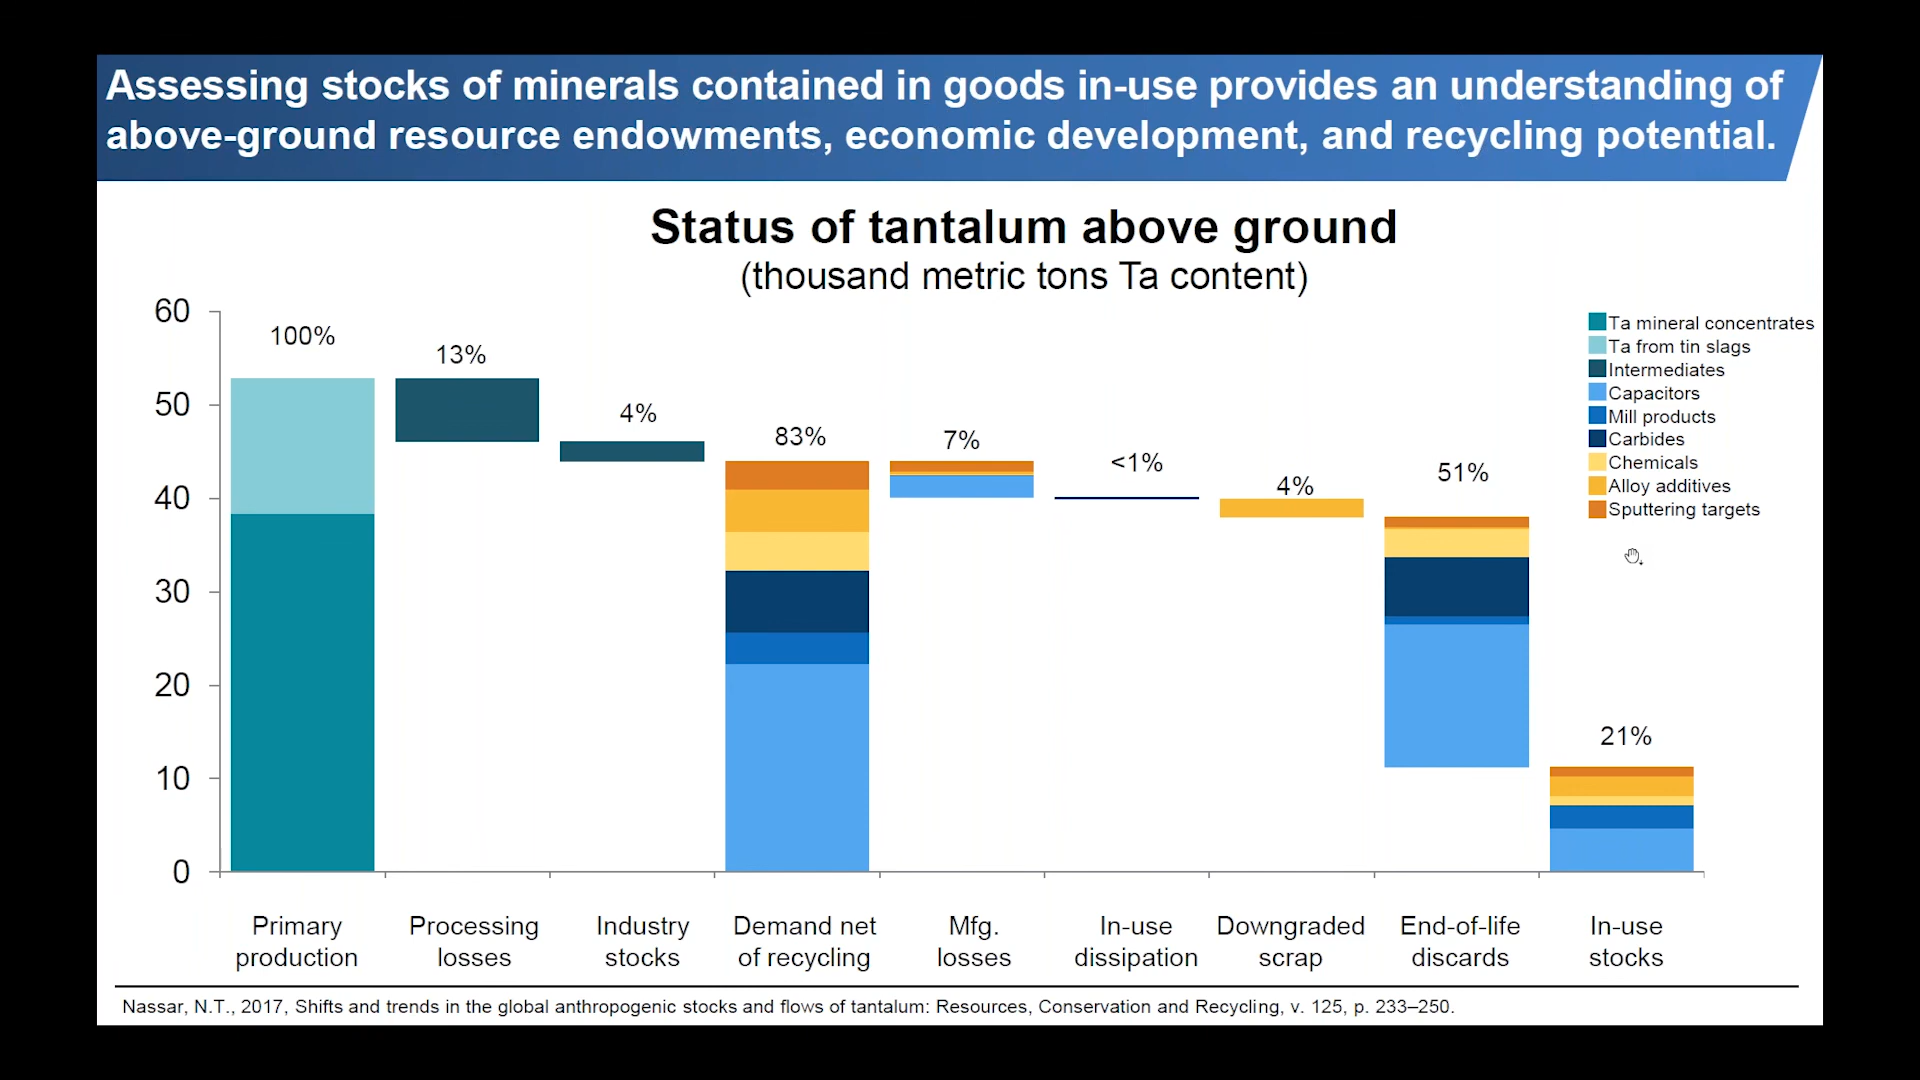 Assessing stocks of minerals contained in goods in-use provides an understanding of
above-ground resource endowments, economic development, and recycling potential.
Status of tantalum above ground
(thousand metric tons Ta content)
60
50
40
30
20
10
0
100%
13%
4%
83%
7%
<1%
4%
51%
21%
Ta mineral concentrates
Ta from tin slags
Intermediates
Capacitors
Mill products
Carbides
Chemicals
Alloy additives
Sputtering targets
Primary
production
Processing
losses
Industry
stocks
Demand net
of recycling
Mfg.
losses
In-use
dissipation
Downgraded
scrap
End-of-life
discards
In-use
stocks
Nassar, N.T., 2017, Shifts and trends in the global anthropogenic stocks and flows of tantalum: Resources, Conservation and Recycling, v. 125, p. 233–250.